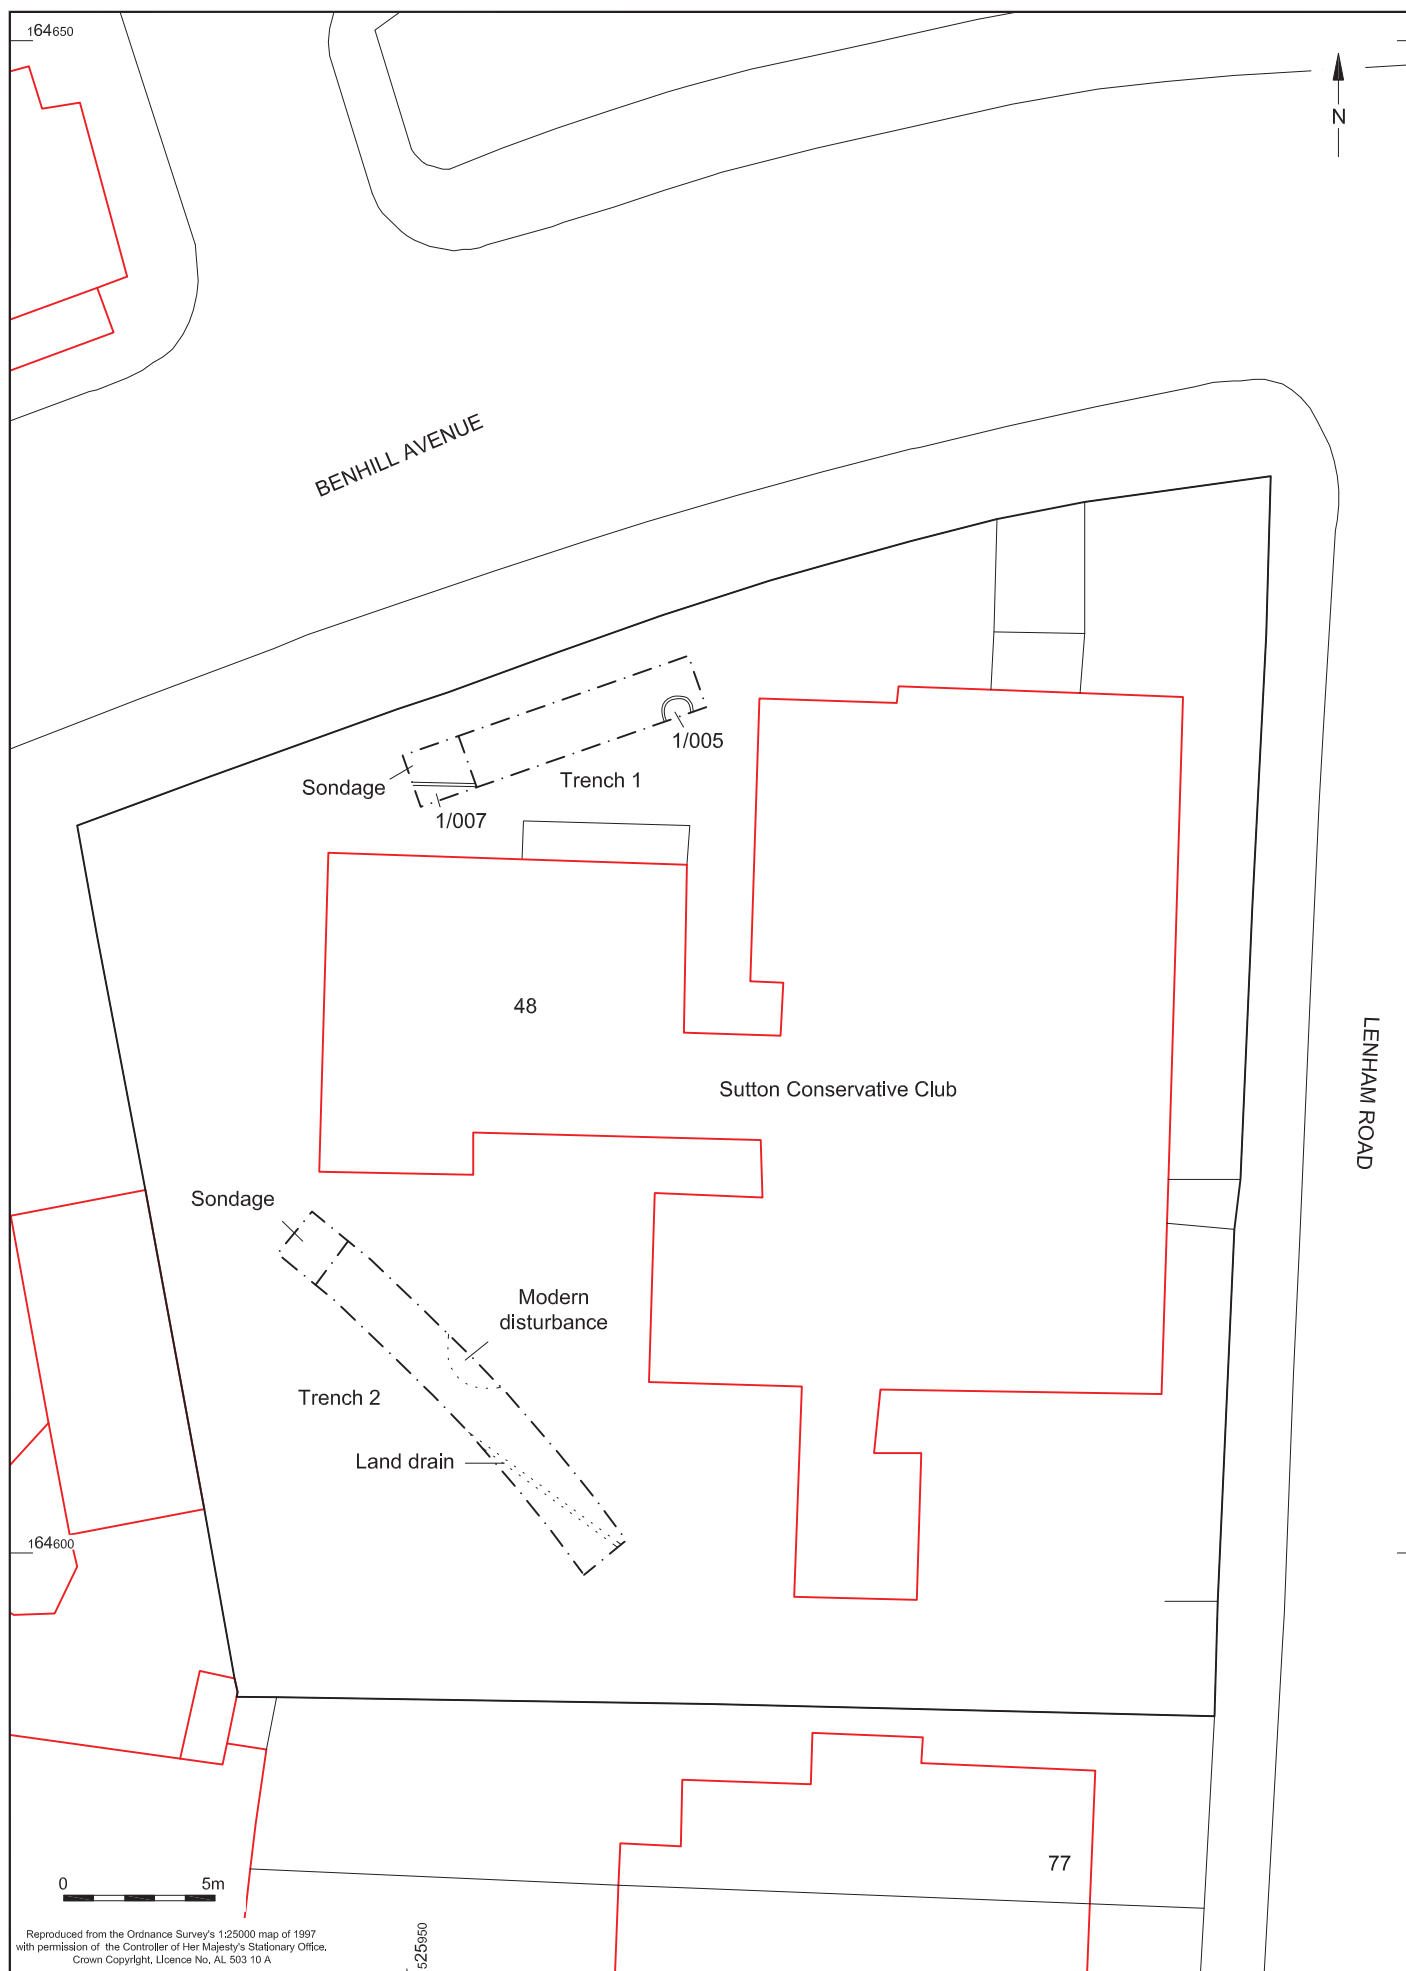 164650
N
BENHILL AVENUE
1/005
Sondage
Trench 1
1/007
48
LENHAM ROAD
Sutton Conservative Club
Sondage
Modern
disturbance
Trench 2
Land drain
164600
77
0 5m
525950
Reproduced from the Ordnance Survey's 1:25000 map of 1997
with permission of the Controller of Her Majesty's Stationary Office.
Crown Copyright. Licence No. AL 503 10 A